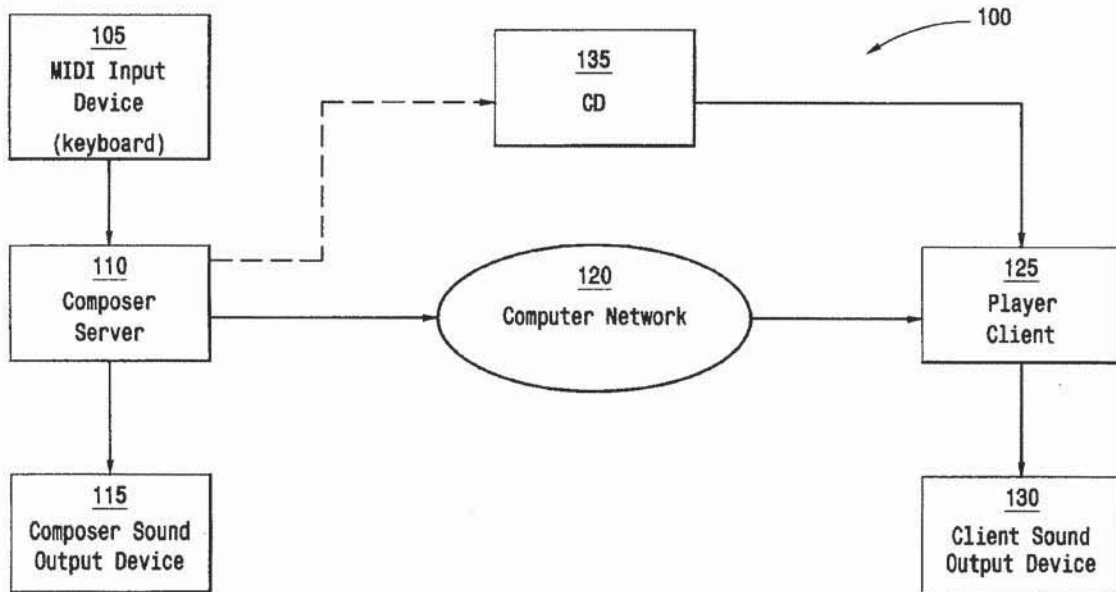 100
105
MIDI Input
Device
(keyboard)
135
CD
110
Composer
Server
120
Computer Network
125
Player
Client
115
Composer Sound
Output Device
130
Client Sound
Output Device